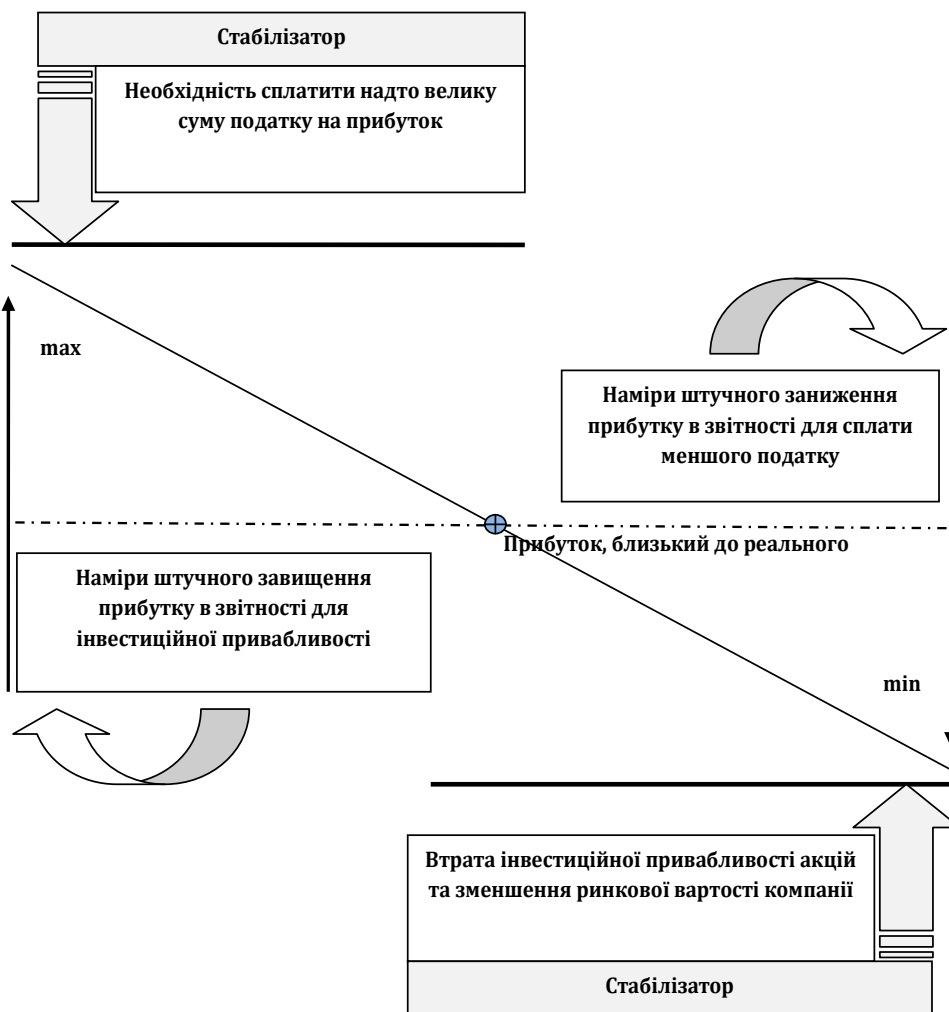 Стабілізатор
Необхідність сплатити надто велику
суму податку на прибуток
max
Наміри штучного заниження
прибутку в звітності для сплати
меншого податку
Прибуток, близький до реального
Наміри штучного завищення
прибутку в звітності для
інвестиційної привабливості
min
Втрата інвестиційної привабливості акцій
та зменшення ринкової вартості компанії
Стабілізатор